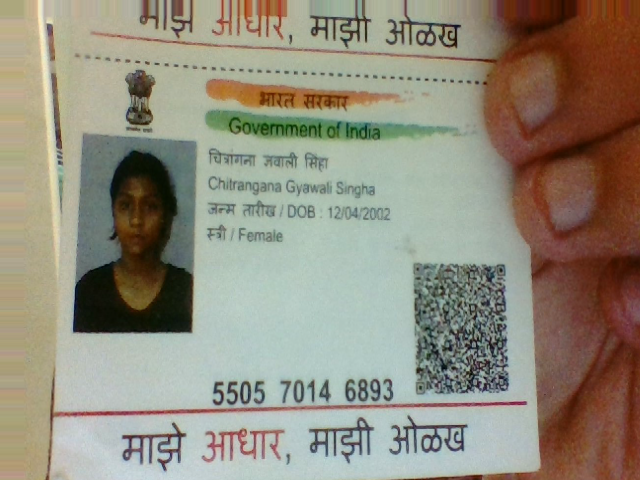 माझे आधार, माझी ओळख
भारत सरकार
Government of India
चित्रांगना ज्ञवाली सिंहा
Chitrangana Gyawali Singha
जन्म तारीख / DOB : 12/04/2002
स्त्री / Female
5505 7014 6893
माझे आधार, माझी ओळख